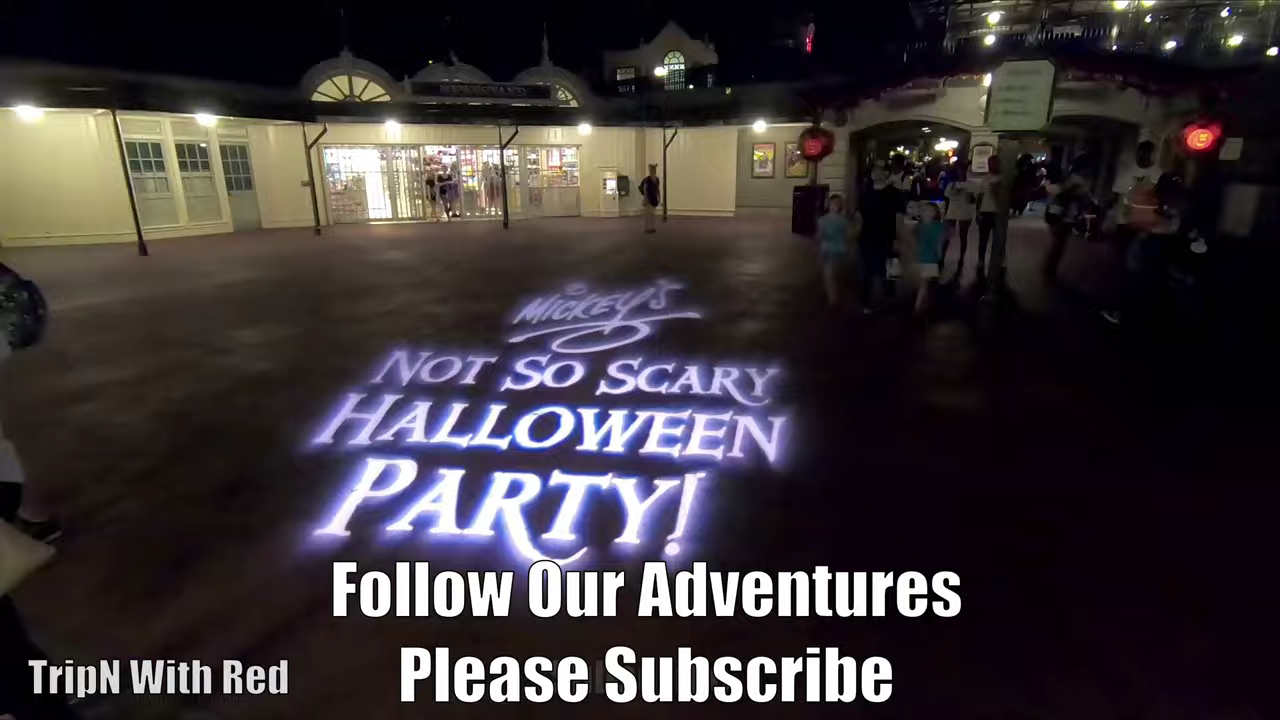 Mickey's
Not So Scary
Halloween
Party!
Follow Our Adventures
Please Subscribe
TripN With Red